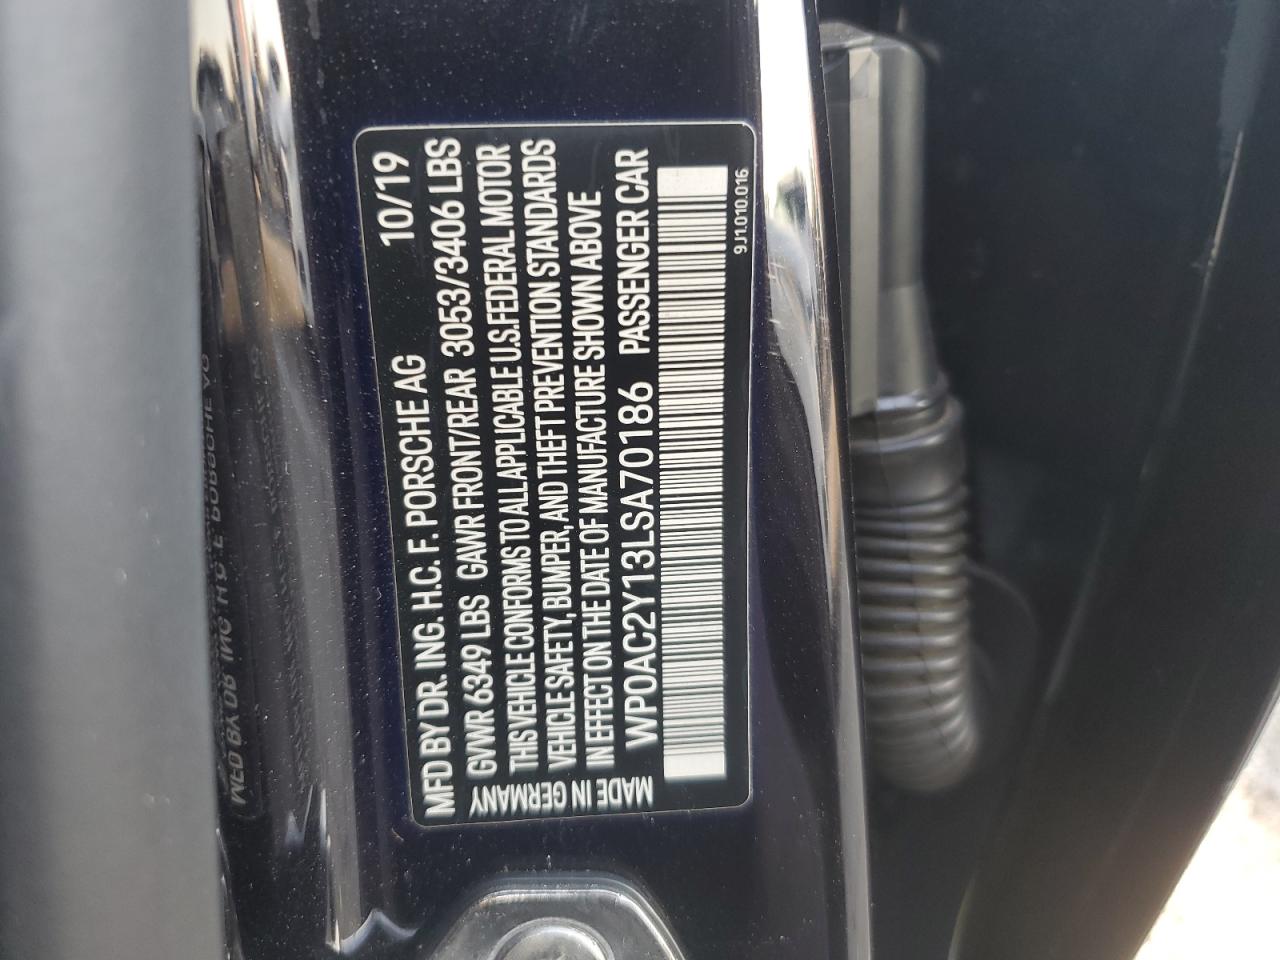 MFD BY DR. ING. H.C. F. PORSCHE AG 10/19
GVWR 6349 LBS GAWR FRONT/REAR 3053/3406 LBS
THIS VEHICLE CONFORMS TO ALL APPLICABLE U.S. FEDERAL MOTOR
VEHICLE SAFETY, BUMPER, AND THEFT PREVENTION STANDARDS
IN EFFECT ON THE DATE OF MANUFACTURE SHOWN ABOVE
WP0AC2Y13LSA70186 PASSENGER CAR
MADE IN GERMANY
9J1.010.016